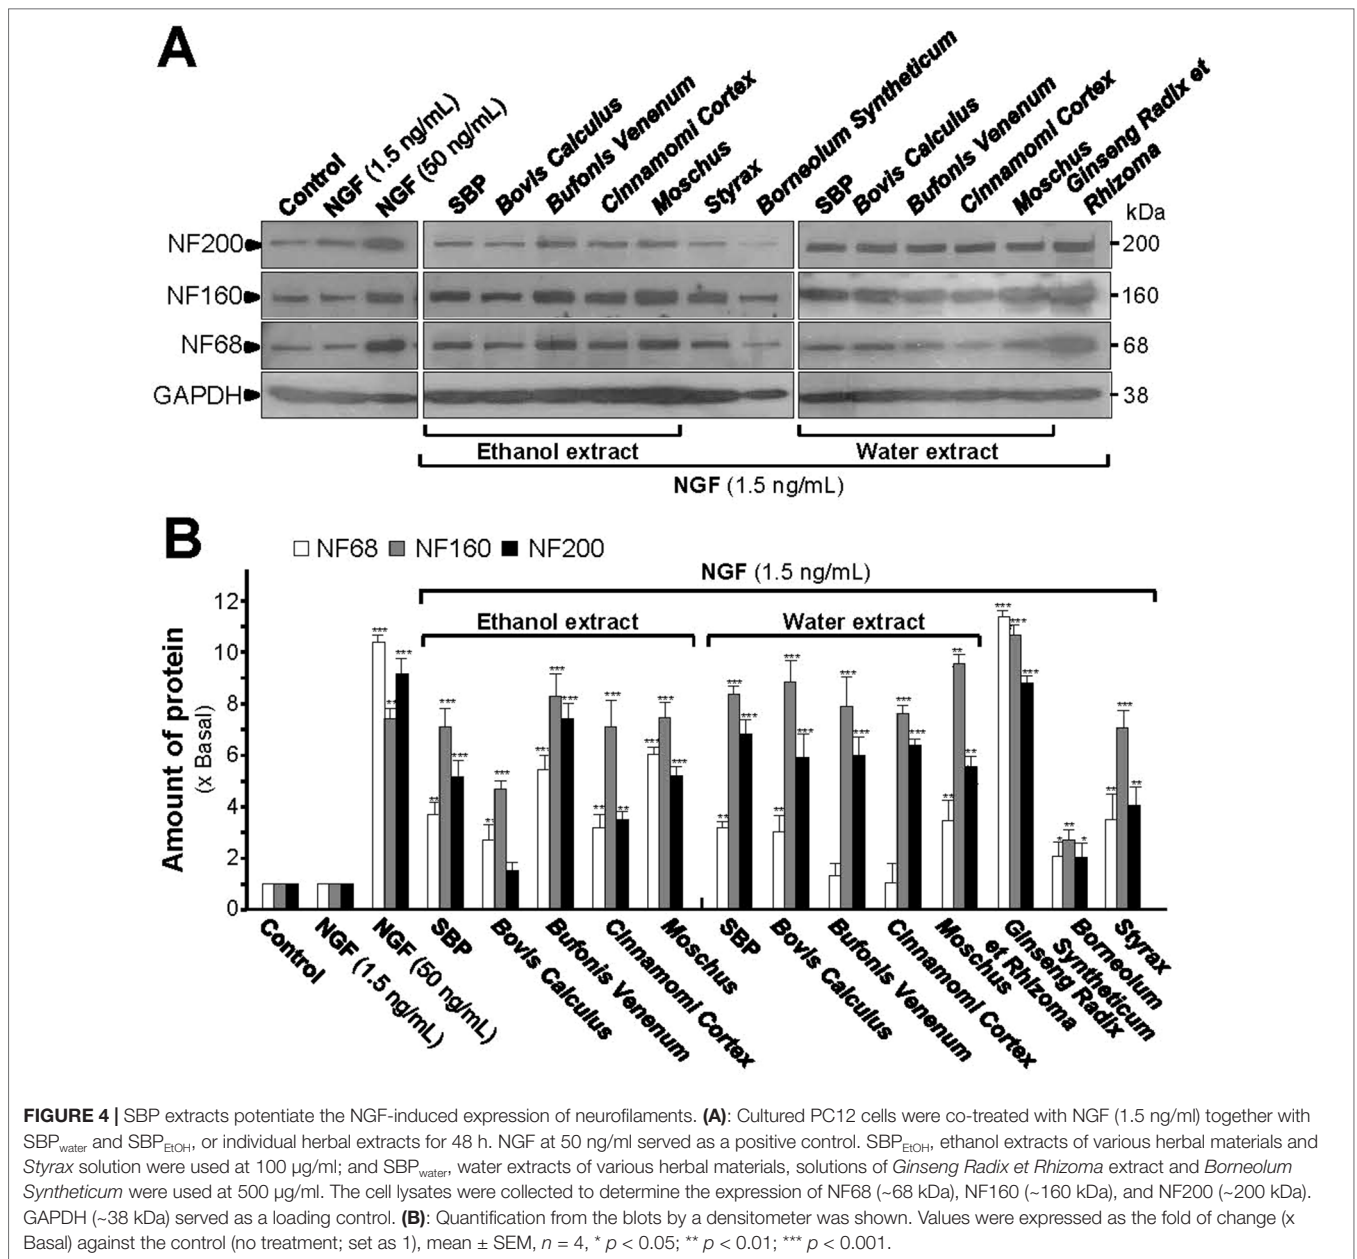 A
Control
NGF (1.5 ng/mL)
NGF (50 ng/mL)
SBP
Bovis Calculus
Bufonis Venenum
Cinnamomi Cortex
Moschus
Styrax
Borneolum Syntheticum
SBP
Bovis Calculus
Bufonis Venenum
Cinnamomi Cortex
Moschus
Ginseng Radix et
Rhizoma
kDa
NF200
200
NF160
160
NF68
68
GAPDH
38
Ethanol extract
Water extract
NGF (1.5 ng/mL)
B
NF68 NF160 NF200
NGF (1.5 ng/mL)
Ethanol extract
Water extract
Amount of protein
(x Basal)
12
10
8
6
4
2
0
Control
NGF (1.5 ng/mL)
NGF (50 ng/mL)
SBP
Bovis Calculus
Bufonis Venenum
Cinnamomi Cortex
Moschus
SBP
Bovis Calculus
Bufonis Venenum
Cinnamomi Cortex
Moschus
et Rhizoma
Ginseng Radix
Syntheticum
Borneolum
Styrax
FIGURE 4 | SBP extracts potentiate the NGF-induced expression of neurofilaments. (A): Cultured PC12 cells were co-treated with NGF (1.5 ng/ml) together with
SBPwater and SBPEtOH, or individual herbal extracts for 48 h. NGF at 50 ng/ml served as a positive control. SBPEtOH, ethanol extracts of various herbal materials and
Styrax solution were used at 100 µg/ml; and SBPwater, water extracts of various herbal materials, solutions of Ginseng Radix et Rhizoma extract and Borneolum
Syntheticum were used at 500 µg/ml. The cell lysates were collected to determine the expression of NF68 (~68 kDa), NF160 (~160 kDa), and NF200 (~200 kDa).
GAPDH (~38 kDa) served as a loading control. (B): Quantification from the blots by a densitometer was shown. Values were expressed as the fold of change (x
Basal) against the control (no treatment; set as 1), mean ± SEM, n = 4, * p < 0.05; ** p < 0.01; *** p < 0.001.